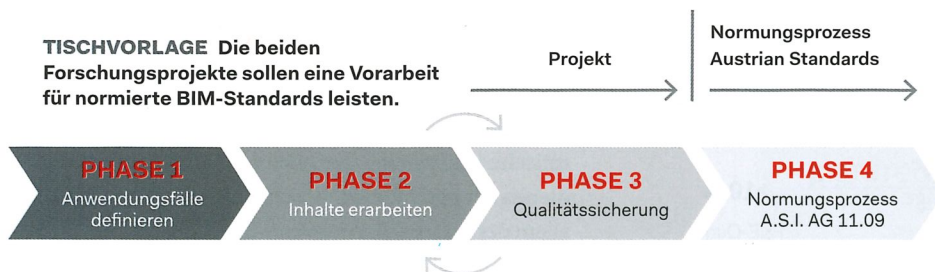 TISCHVORLAGE Die beiden
Forschungsprojekte sollen eine Vorarbeit
für normierte BIM-Standards leisten.
Projekt
Normungsprozess
Austrian Standards
PHASE 1
Anwendungsfälle
definieren
PHASE 2
Inhalte erarbeiten
PHASE 3
Qualitätssicherung
PHASE 4
Normungsprozess
A.S.I. AG 11.09